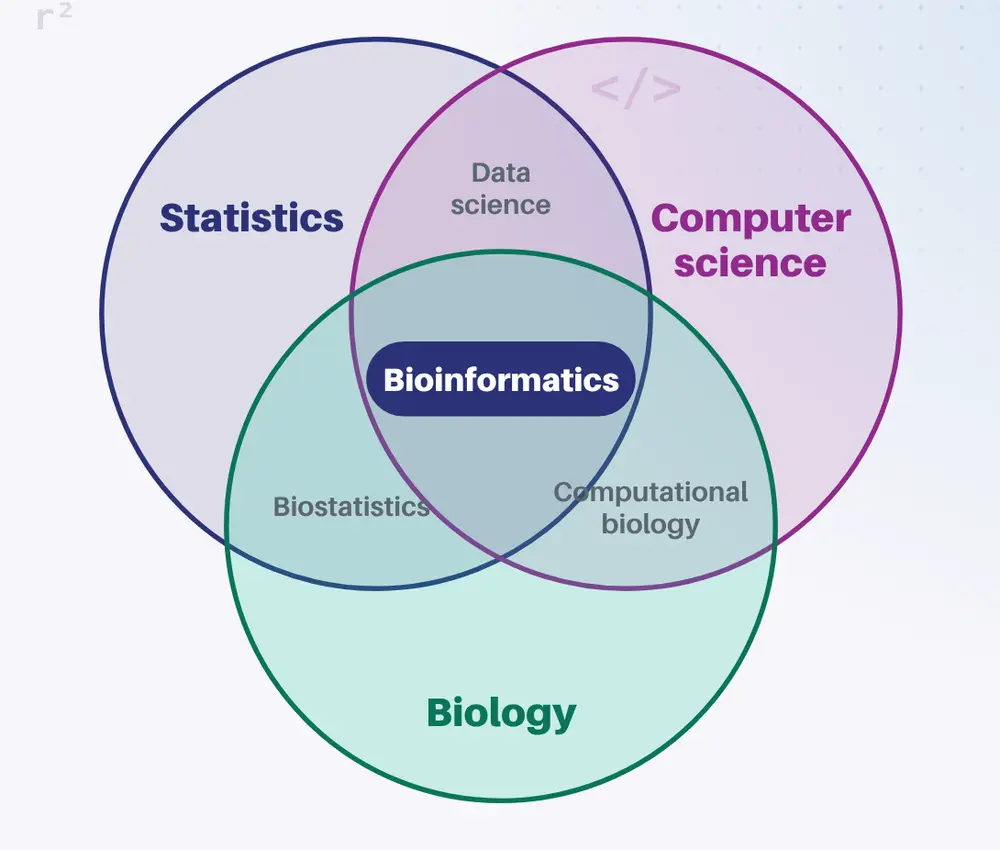 r²
</>
Data
science
Statistics
Computer
science
Bioinformatics
Biostatistics
Computational
biology
Biology